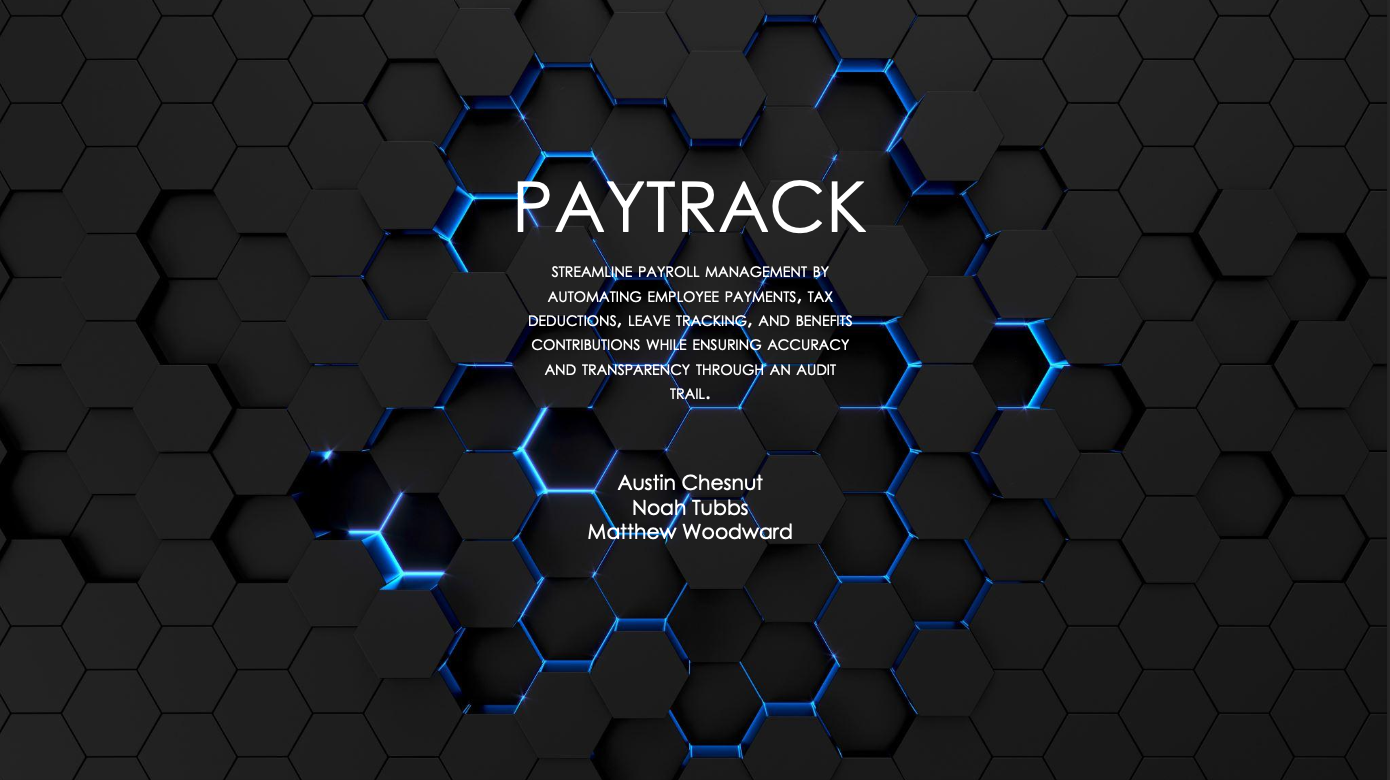 PAYTRACK
STREAMLINE PAYROLL MANAGEMENT BY
AUTOMATING EMPLOYEE PAYMENTS, TAX
DEDUCTIONS, LEAVE TRACKING, AND BENEFITS
CONTRIBUTIONS WHILE ENSURING ACCURACY
AND TRANSPARENCY THROUGH AN AUDIT
TRAIL.
Austin Chesnut
Noah Tubbs
Matthew Woodward